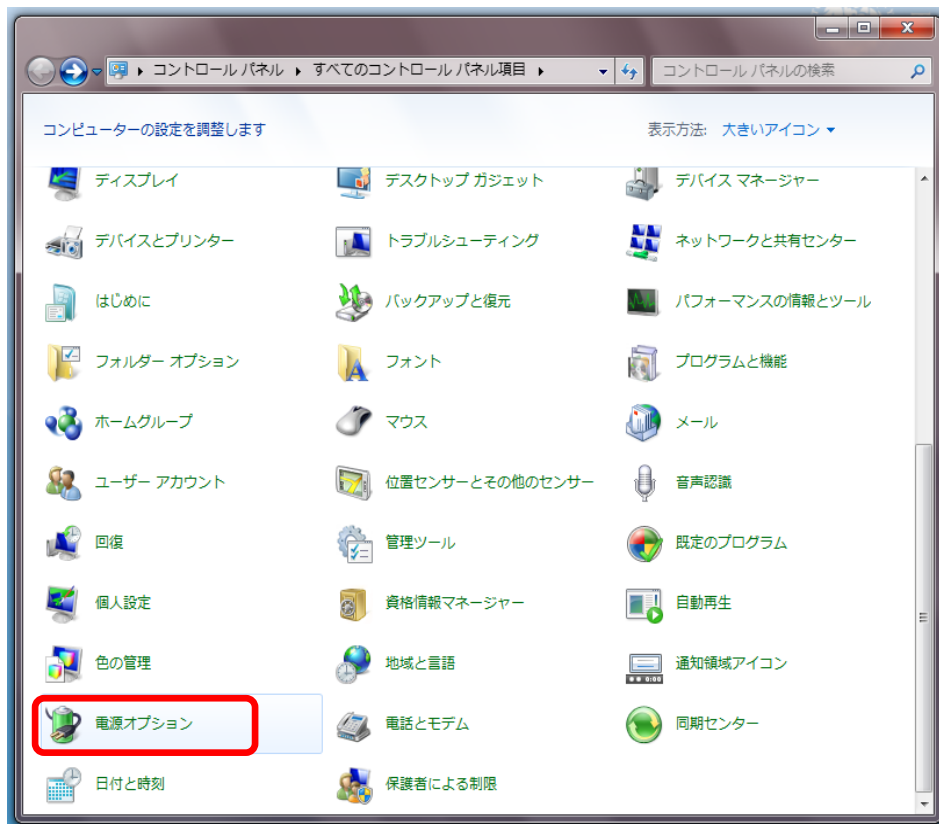 コントロール パネル ▸ すべてのコントロール パネル項目 ▸ コントロール パネルの検索
コンピューターの設定を調整します 表示方法: 大きいアイコン
ディスプレイ デスクトップ ガジェット デバイス マネージャー
デバイスとプリンター トラブルシューティング ネットワークと共有センター
はじめに バックアップと復元 パフォーマンスの情報とツール
フォルダー オプション フォント プログラムと機能
ホームグループ マウス メール
ユーザー アカウント 位置センサーとその他のセンサー 音声認識
回復 管理ツール 既定のプログラム
個人設定 資格情報マネージャー 自動再生
色の管理 地域と言語 通知領域アイコン
電源オプション 電話とモデム 同期センター
日付と時刻 保護者による制限